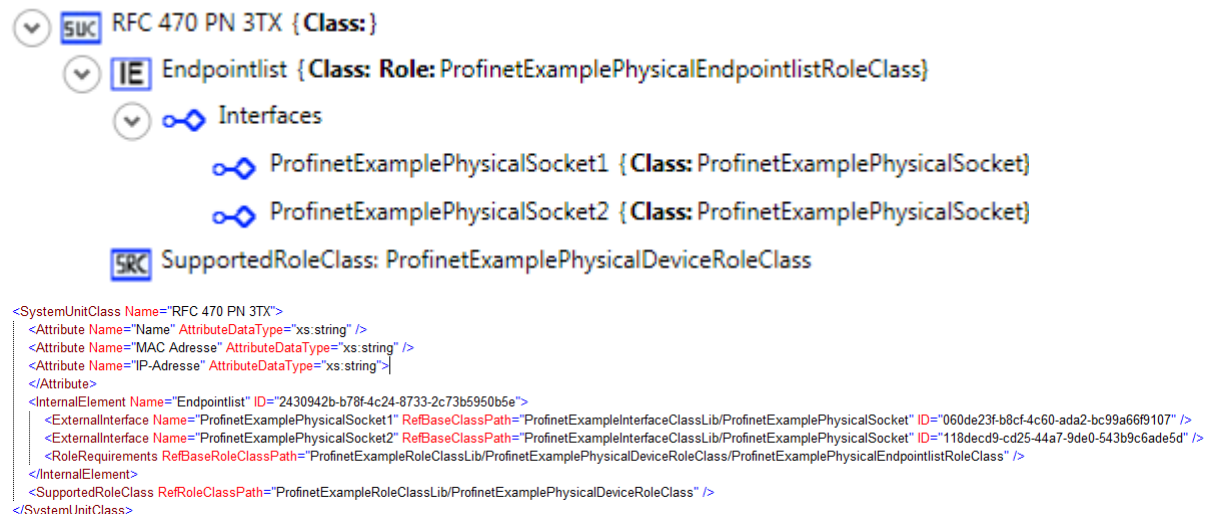 SUC RFC 470 PN 3TX {Class:}
IE Endpointlist {Class: Role: ProfinetExamplePhysicalEndpointlistRoleClass}
Interfaces
ProfinetExamplePhysicalSocket1 {Class: ProfinetExamplePhysicalSocket}
ProfinetExamplePhysicalSocket2 {Class: ProfinetExamplePhysicalSocket}
SRC SupportedRoleClass: ProfinetExamplePhysicalDeviceRoleClass
<SystemUnitClass Name="RFC 470 PN 3TX">
<Attribute Name="Name" AttributeDataType="xs:string" />
<Attribute Name="MAC Adresse" AttributeDataType="xs:string" />
<Attribute Name="IP-Adresse" AttributeDataType="xs:string">
</Attribute>
<InternalElement Name="Endpointlist" ID="2430942b-b78f-4c24-8733-2c73b5950b5e">
<ExternalInterface Name="ProfinetExamplePhysicalSocket1" RefBaseClassPath="ProfinetExampleInterfaceClassLib/ProfinetExamplePhysicalSocket" ID="060de23f-b8cf-4c60-ada2-bc99a66f9107" />
<ExternalInterface Name="ProfinetExamplePhysicalSocket2" RefBaseClassPath="ProfinetExampleInterfaceClassLib/ProfinetExamplePhysicalSocket" ID="118decd9-cd25-44a7-9de0-543b9c6ade5d" />
<RoleRequirements RefBaseRoleClassPath="ProfinetExampleRoleClassLib/ProfinetExamplePhysicalDeviceRoleClass/ProfinetExamplePhysicalEndpointlistRoleClass" />
</InternalElement>
<SupportedRoleClass RefRoleClassPath="ProfinetExampleRoleClassLib/ProfinetExamplePhysicalDeviceRoleClass" />
</SystemUnitClass>